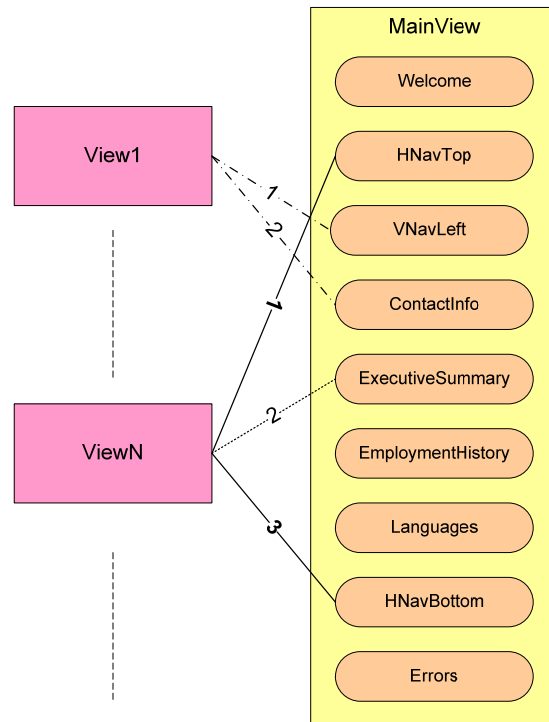 MainView
Welcome
View1
HNavTop
1
VNavLeft
2
ContactInfo
1
ExecutiveSummary
2
ViewN
EmploymentHistory
3
Languages
HNavBottom
Errors